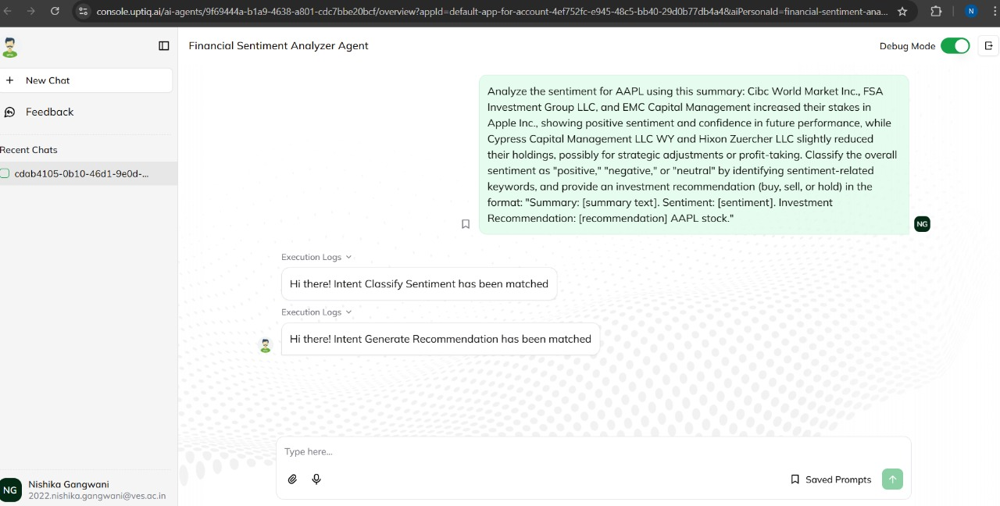 console.uptiq.ai/ai-agents/9f69444a-b1a9-4638-a801-cdc7bbe20bcf/overview?appId=default-app-for-account-4ef752fc-e945-48c5-bb40-29d0b77db4a4&aiPersonaId=financial-sentiment-ana...
N
Financial Sentiment Analyzer Agent
Debug Mode
New Chat
Feedback
Recent Chats
cdab4105-0b10-46d1-9e0d-...
Analyze the sentiment for AAPL using this summary: Cibc World Market Inc., FSA
Investment Group LLC, and EMC Capital Management increased their stakes in
Apple Inc., showing positive sentiment and confidence in future performance, while
Cypress Capital Management LLC WY and Hixon Zuercher LLC slightly reduced
their holdings, possibly for strategic adjustments or profit-taking. Classify the overall
sentiment as "positive," "negative," or "neutral" by identifying sentiment-related
keywords, and provide an investment recommendation (buy, sell, or hold) in the
format: "Summary: [summary text]. Sentiment: [sentiment]. Investment
Recommendation: [recommendation] AAPL stock."
NG
Execution Logs
Hi there! Intent Classify Sentiment has been matched
Execution Logs
Hi there! Intent Generate Recommendation has been matched
Type here...
Saved Prompts
NG
Nishika Gangwani
2022.nishika.gangwani@ves.ac.in